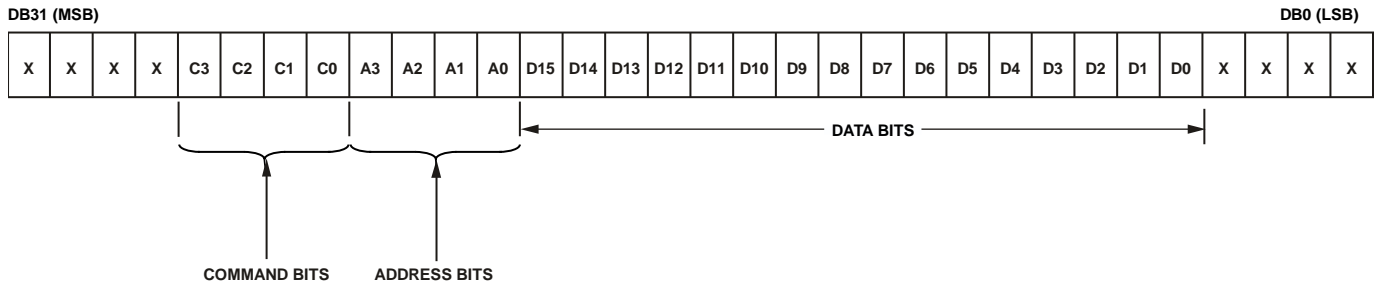 DB31 (MSB) DB0 (LSB)
X X X X C3 C2 C1 C0 A3 A2 A1 A0 D15 D14 D13 D12 D11 D10 D9 D8 D7 D6 D5 D4 D3 D2 D1 D0 X X X X
DATA BITS
COMMAND BITS ADDRESS BITS